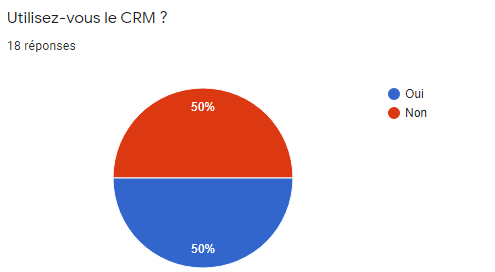 Utilisez-vous le CRM ?
18 réponses
50%
Oui
Non
50%